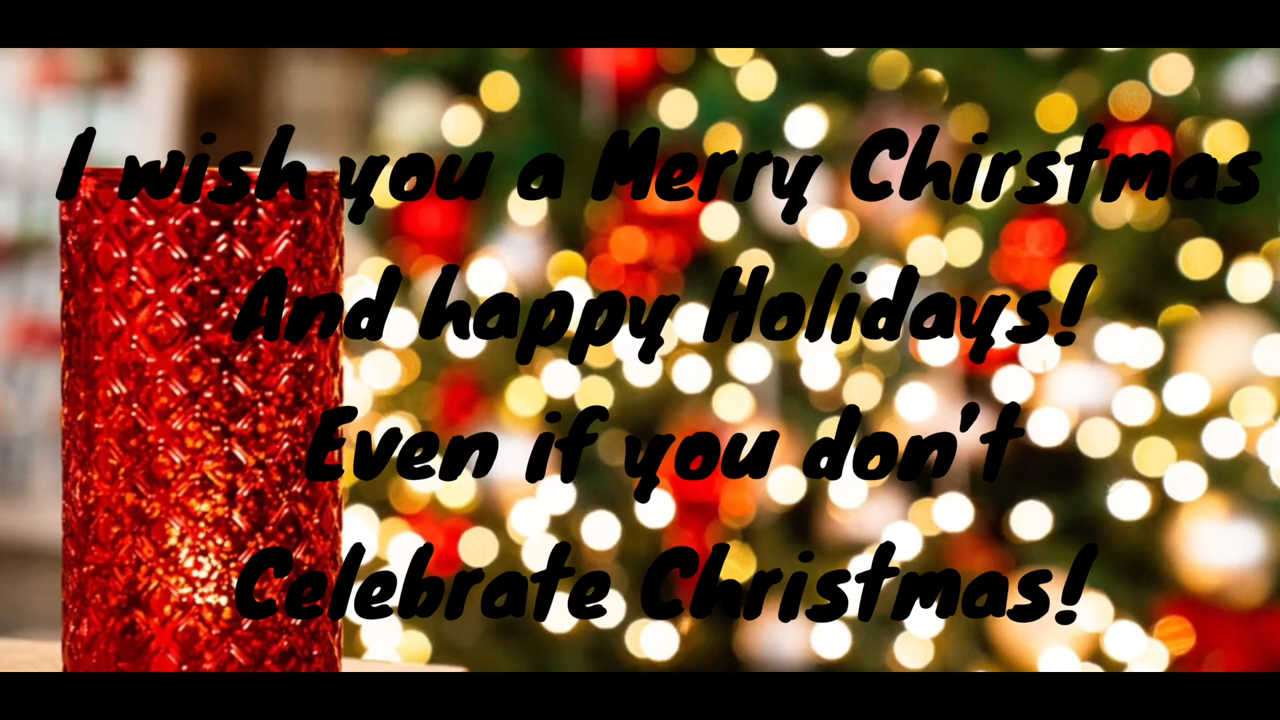 I wish you a Merry Chirstmas
And happy Holidays!
Even if you don't
Celebrate Christmas!